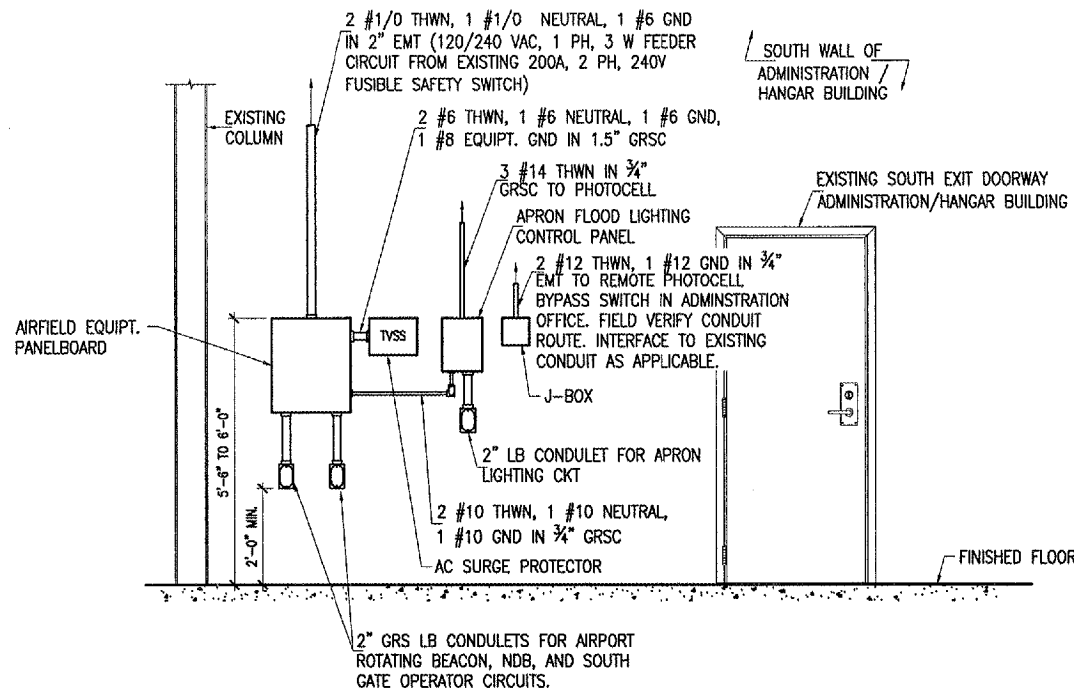 2 #1/0 THWN, 1 #1/0 NEUTRAL, 1 #6 GND
IN 2" EMT (120/240 VAC, 1 PH, 3 W FEEDER
CIRCUIT FROM EXISTING 200A, 2 PH, 240V
FUSIBLE SAFETY SWITCH)
SOUTH WALL OF
ADMINISTRATION /
HANGAR BUILDING
EXISTING
COLUMN
2 #6 THWN, 1 #6 NEUTRAL, 1 #6 GND,
1 #8 EQUIPT. GND IN 1.5" GRSC
3 #14 THWN IN ¾"
GRSC TO PHOTOCELL
APRON FLOOD LIGHTING
CONTROL PANEL
EXISTING SOUTH EXIT DOORWAY
ADMINISTRATION/HANGAR BUILDING
2 #12 THWN, 1 #12 GND IN ¾"
EMT TO REMOTE PHOTOCELL
BYPASS SWITCH IN ADMINSTRATION
OFFICE. FIELD VERIFY CONDUIT
ROUTE. INTERFACE TO EXISTING
CONDUIT AS APPLICABLE.
AIRFIELD EQUIPT.
PANELBOARD
TVSS
J-BOX
5'-6" TO 6'-0"
2'-0" MIN.
2" LB CONDULET FOR APRON
LIGHTING CKT
2 #10 THWN, 1 #10 NEUTRAL,
1 #10 GND IN ¾" GRSC
AC SURGE PROTECTOR
FINISHED FLOOR
2" GRS LB CONDULETS FOR AIRPORT
ROTATING BEACON, NDB, AND SOUTH
GATE OPERATOR CIRCUITS.